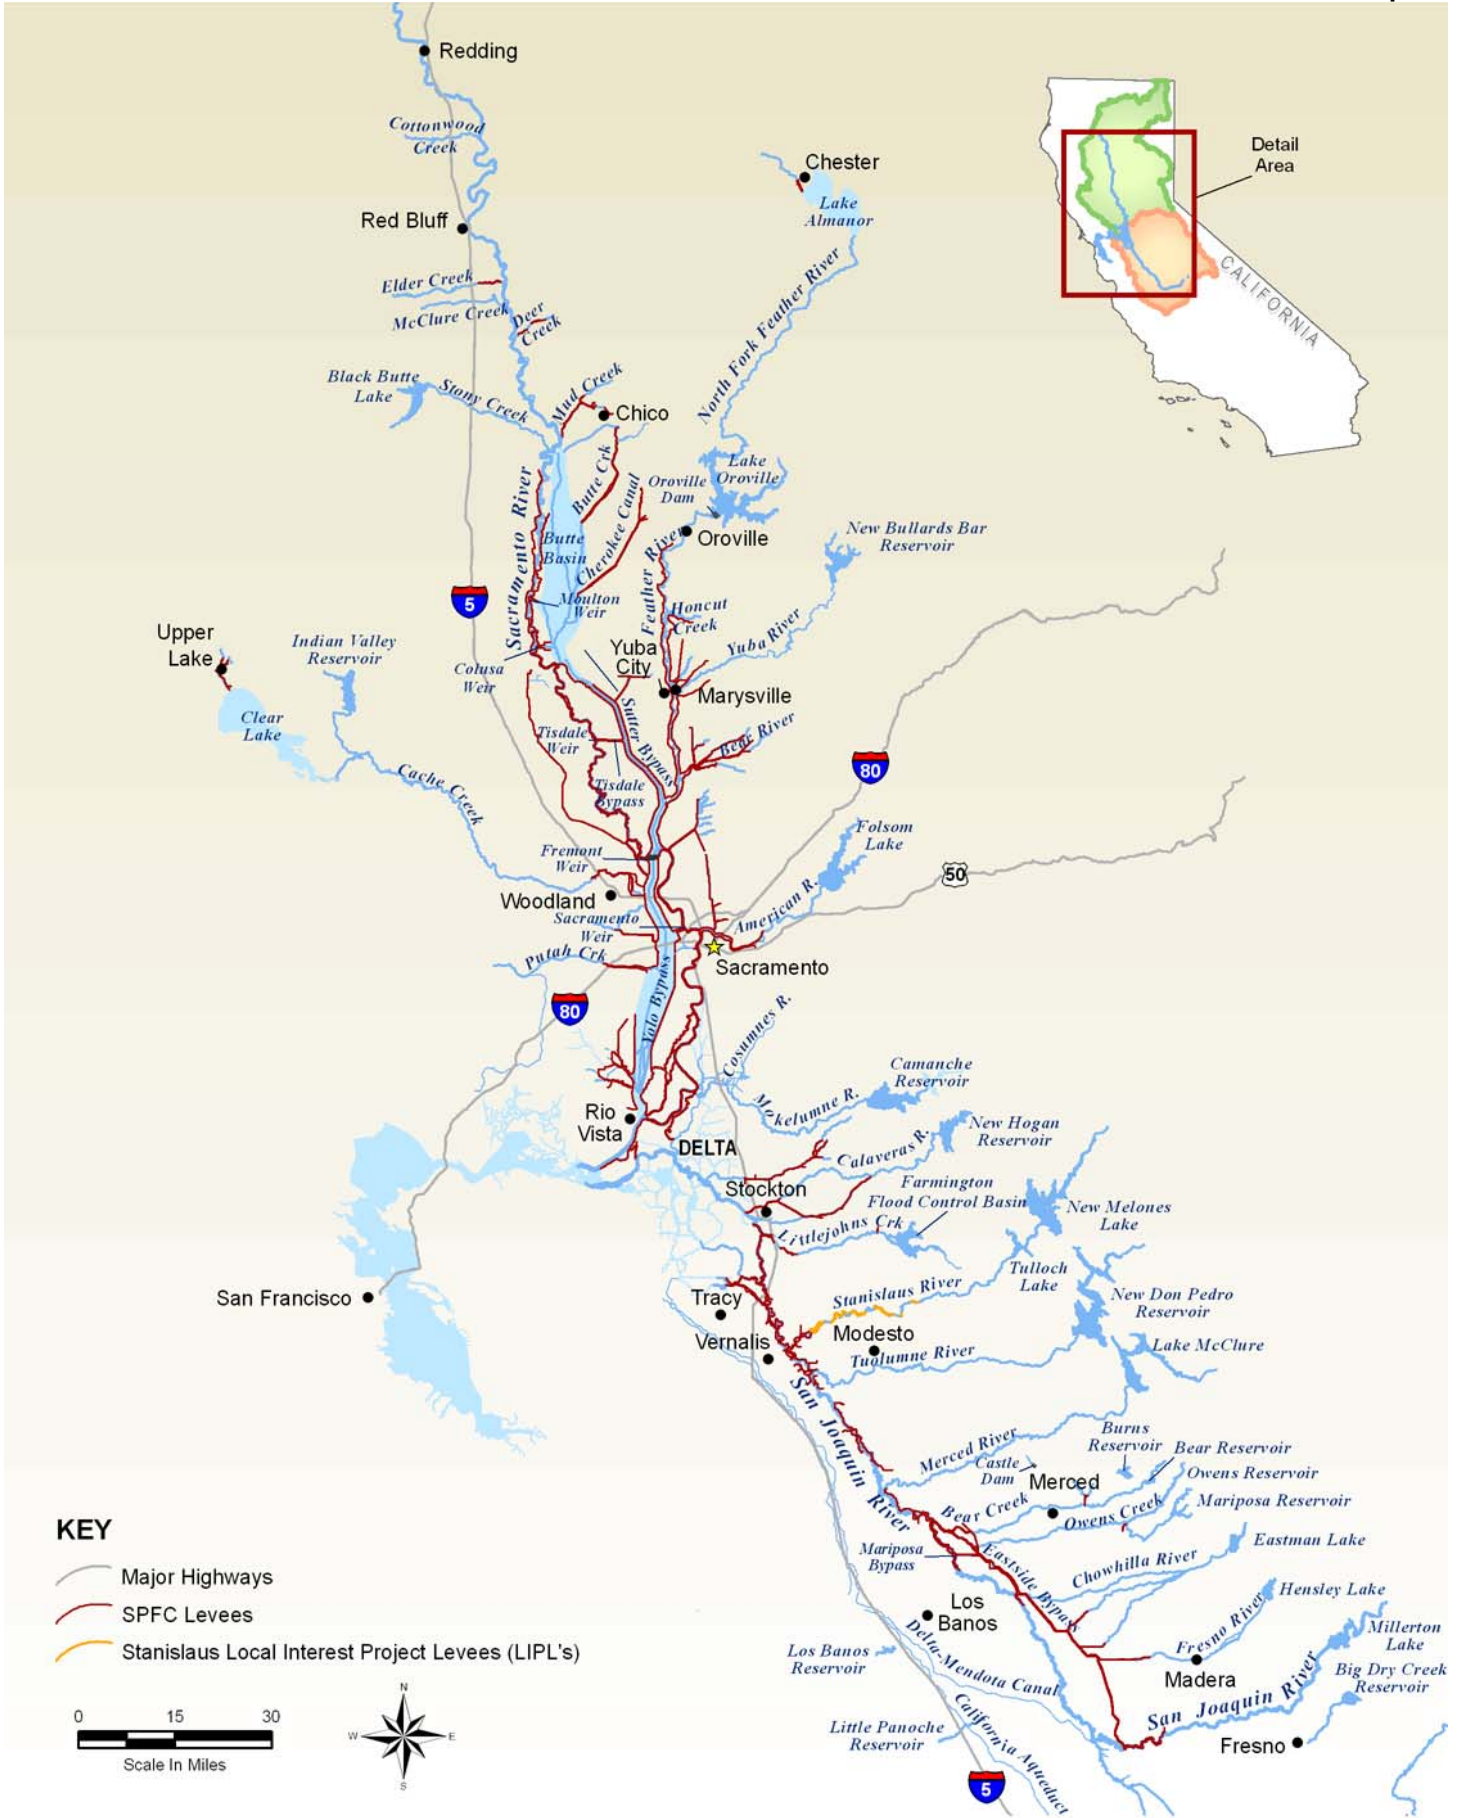 Redding
Cottonwood
Creek
Chester
Lake
Almanor
Detail
Area
Red Bluff
CALIFORNIA
Elder Creek
McClure Creek
Deer
Creek
North Fork Feather River
Black Butte
Lake
Stony Creek
Mud Creek
Chico
Sacramento River
Butte Crk
Cherokee Canal
Oroville
Dam
Lake
Oroville
Butte
Basin
Feather River
Oroville
New Bullards Bar
Reservoir
5
Moulton
Weir
Honcut
Creek
Yuba River
Upper
Lake
Indian Valley
Reservoir
Colusa
Weir
Yuba
City
Marysville
Clear
Lake
Tisdale
Weir
Sutter Bypass
Bear River
Tisdale
Bypass
80
Cache Creek
Folsom
Lake
Fremont
Weir
50
Woodland
Sacramento
Weir
American R.
Putah Crk
Sacramento
80
Yolo Bypass
Cosumnes R.
Camanche
Reservoir
Mokelumne R.
Rio
Vista
New Hogan
Reservoir
DELTA
Calaveras R.
Stockton
Farmington
Flood Control Basin
New Melones
Lake
Littlejohns Crk
Tulloch
Lake
San Francisco
Tracy
Stanislaus River
New Don Pedro
Reservoir
Vernalis
Modesto
Lake McClure
Tuolumne River
San Joaquin River
Merced River
Burns
Reservoir
Bear Reservoir
Castle
Dam
Merced
Owens Reservoir
Bear Creek
Owens Creek
Mariposa Reservoir
Mariposa
Bypass
Eastside Bypass
Chowhilla River
Eastman Lake
Los
Banos
Hensley Lake
Fresno River
Millerton
Lake
Los Banos
Reservoir
Delta-Mendota Canal
Madera
Big Dry Creek
Reservoir
San Joaquin River
Little Panoche
Reservoir
California Aqueduct
Fresno
5
KEY
Major Highways
SPFC Levees
Stanislaus Local Interest Project Levees (LIPL's)
0 15 30
Scale In Miles
N
W E
S